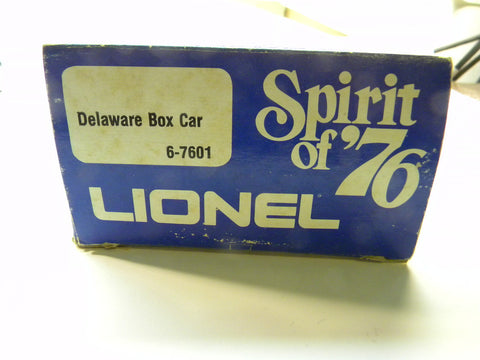 Delaware Box Car
6-7601
Spirit
of '76
LIONEL